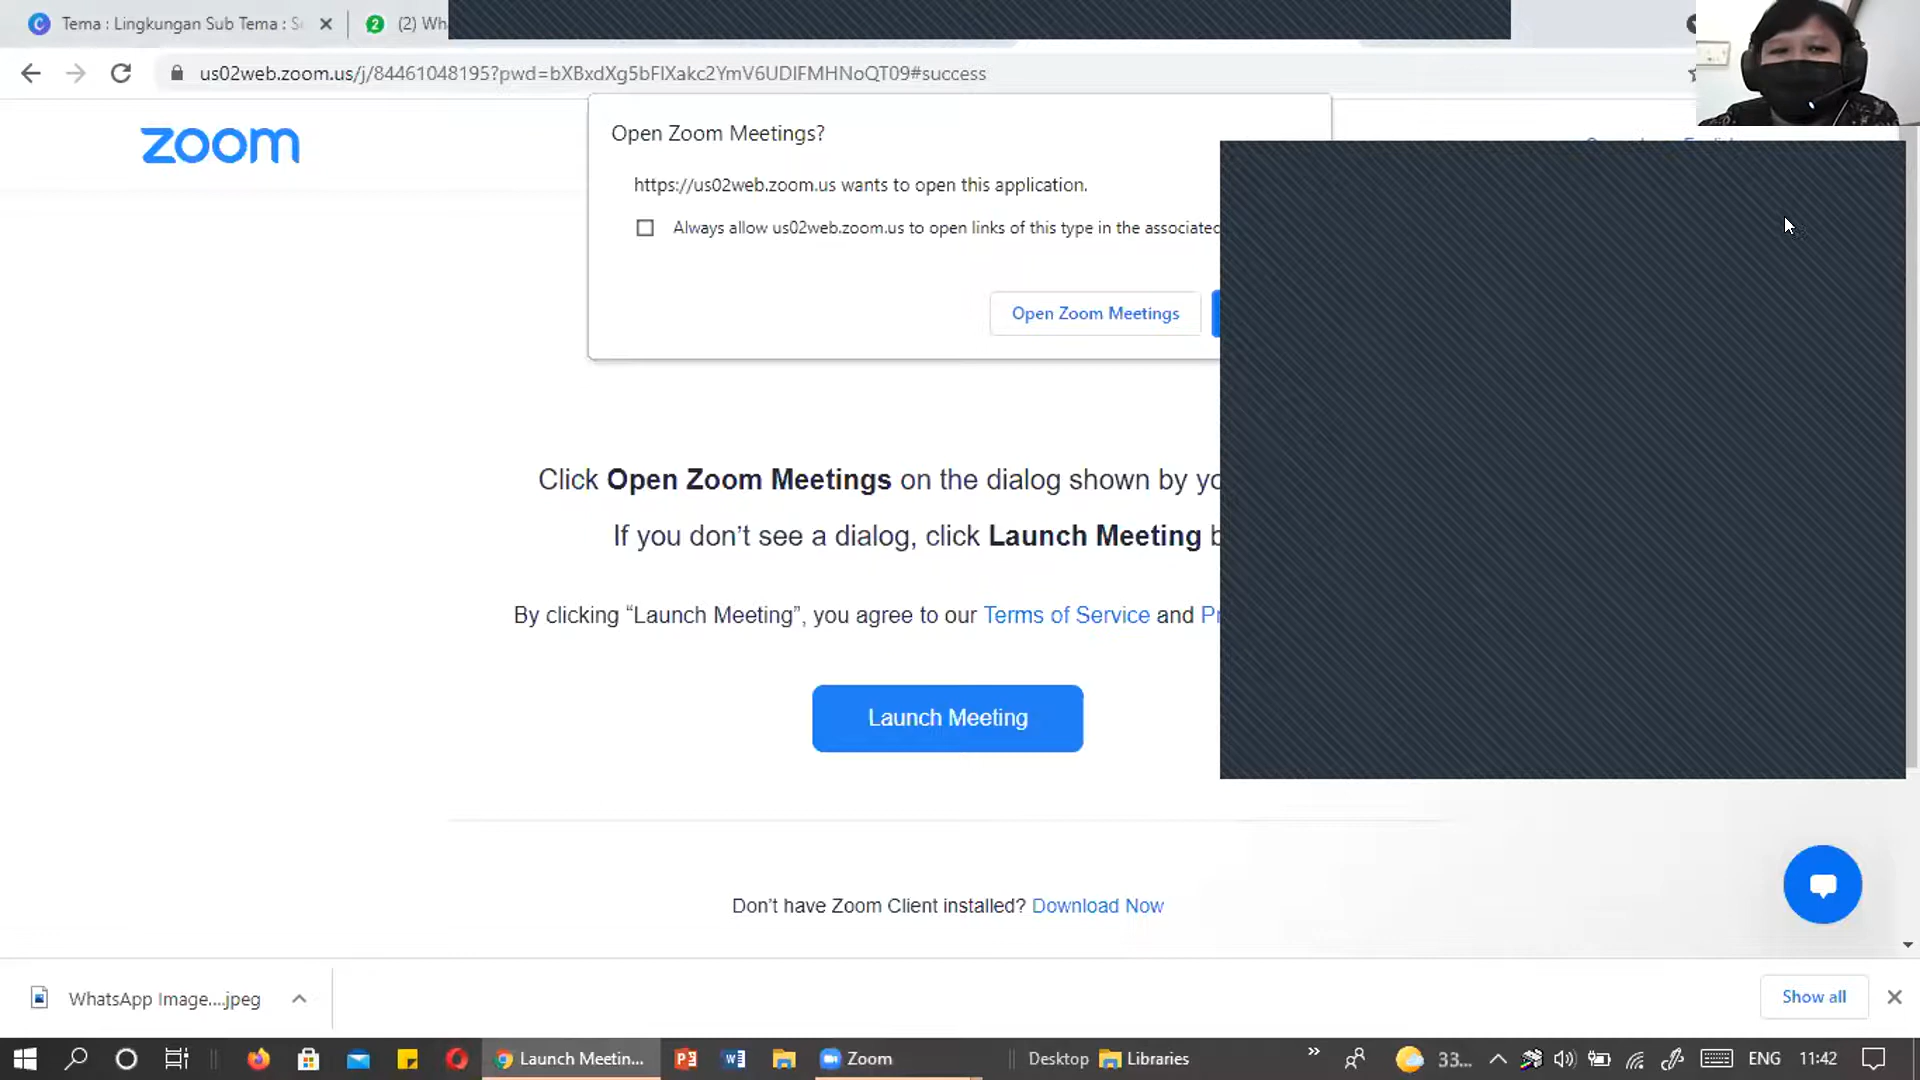 Tema : Lingkungan Sub Tema : S
(2) Wh
us02web.zoom.us/j/84461048195?pwd=bXBxdXg5bFlXakc2YmV6UDlFMHNoQT09#success
zoom
Open Zoom Meetings?
https://us02web.zoom.us wants to open this application.
Always allow us02web.zoom.us to open links of this type in the associated
Open Zoom Meetings
Click Open Zoom Meetings on the dialog shown by yo
If you don’t see a dialog, click Launch Meeting b
By clicking “Launch Meeting”, you agree to our Terms of Service and Pr
Launch Meeting
Don’t have Zoom Client installed? Download Now
WhatsApp Image....jpeg
Show all
Launch Meetin...
Zoom
Desktop
Libraries
33...
ENG
11:42